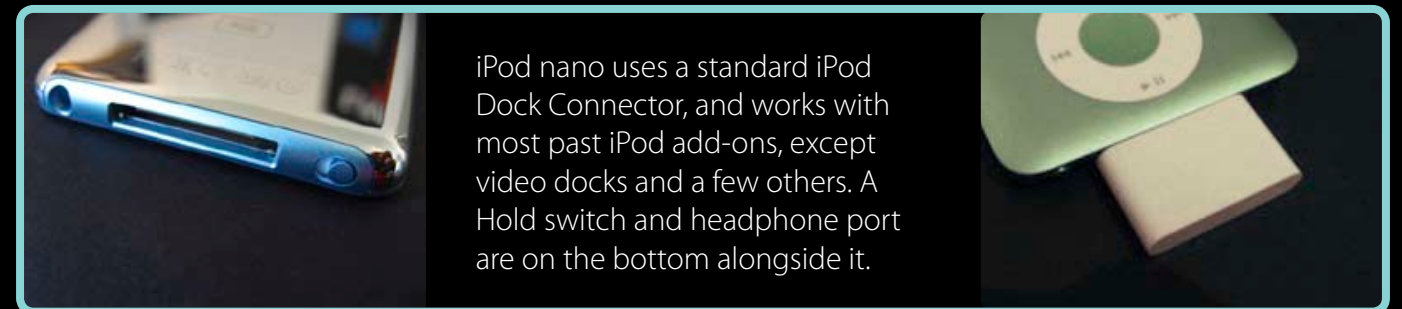 iPod nano uses a standard iPod
Dock Connector, and works with
most past iPod add-ons, except
video docks and a few others. A
Hold switch and headphone port
are on the bottom alongside it.